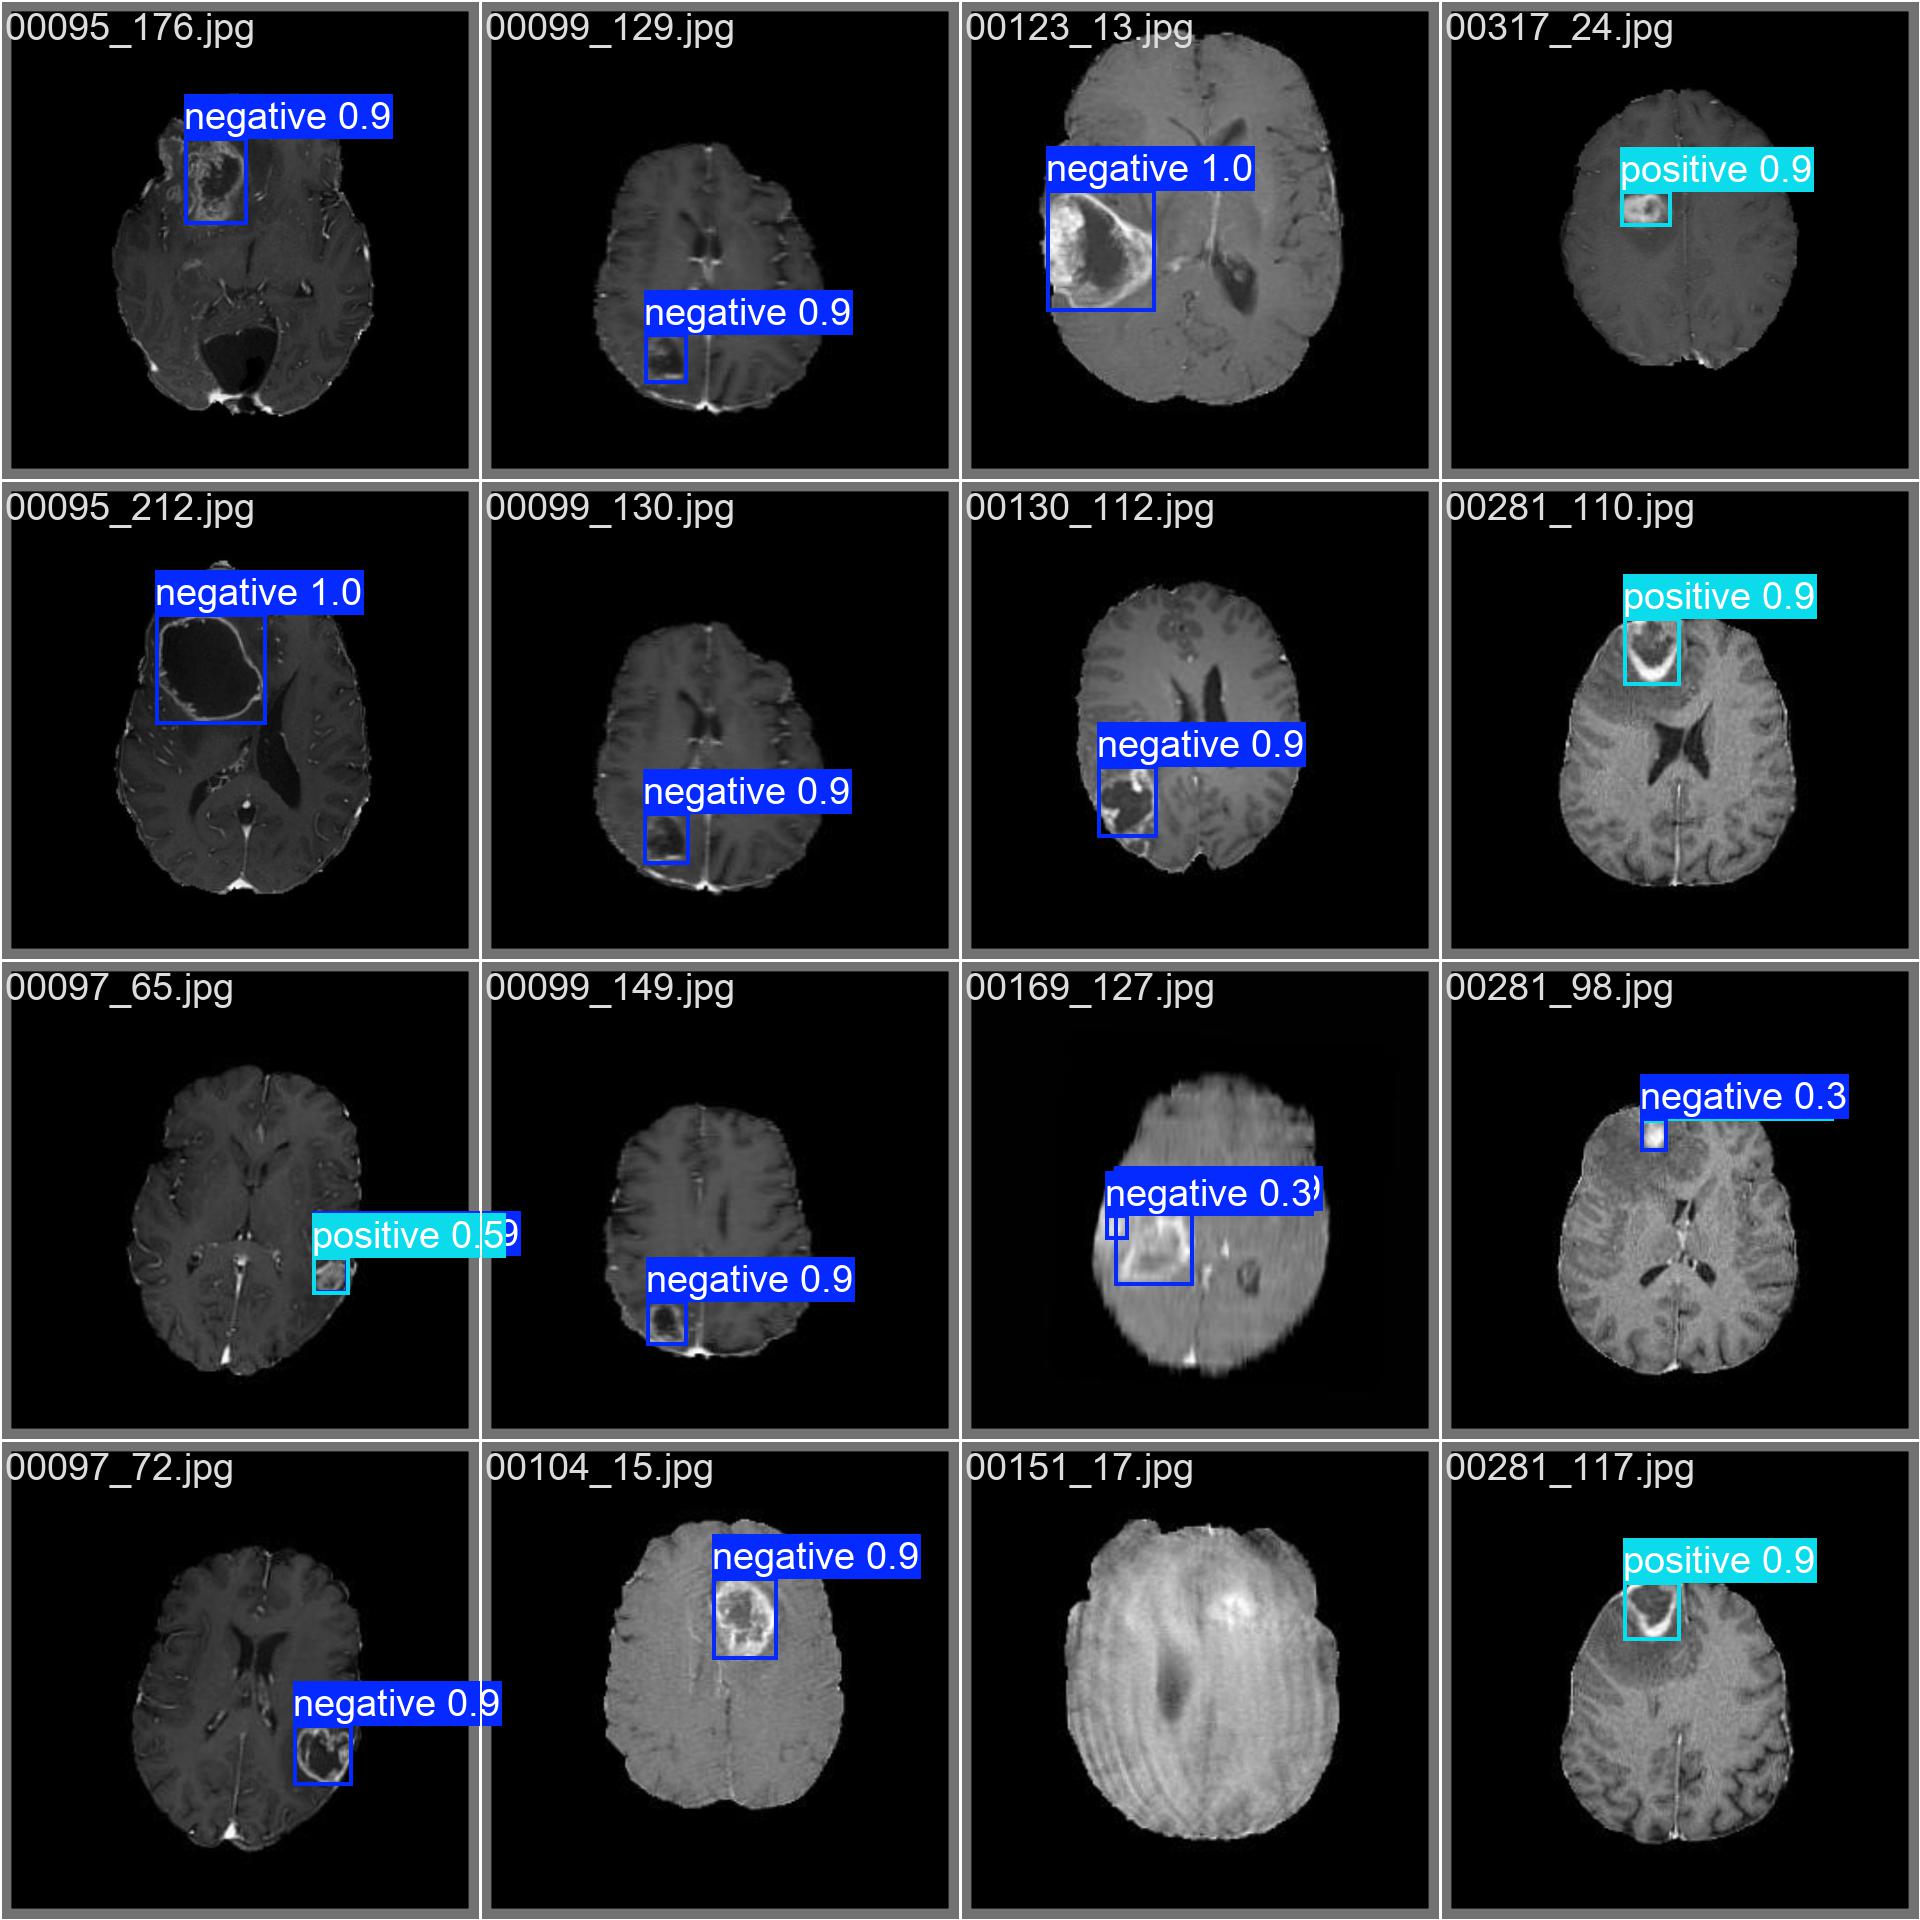 00095_176.jpg
negative 0.9
00099_129.jpg
negative 0.9
00123_13.jpg
negative 1.0
00317_24.jpg
positive 0.9
00095_212.jpg
negative 1.0
00099_130.jpg
negative 0.9
00130_112.jpg
negative 0.9
00281_110.jpg
positive 0.9
00097_65.jpg
positive 0.5
9
00099_149.jpg
negative 0.9
00169_127.jpg
negative 0.3
00281_98.jpg
negative 0.3
00097_72.jpg
negative 0.9
00104_15.jpg
negative 0.9
00151_17.jpg
00281_117.jpg
positive 0.9